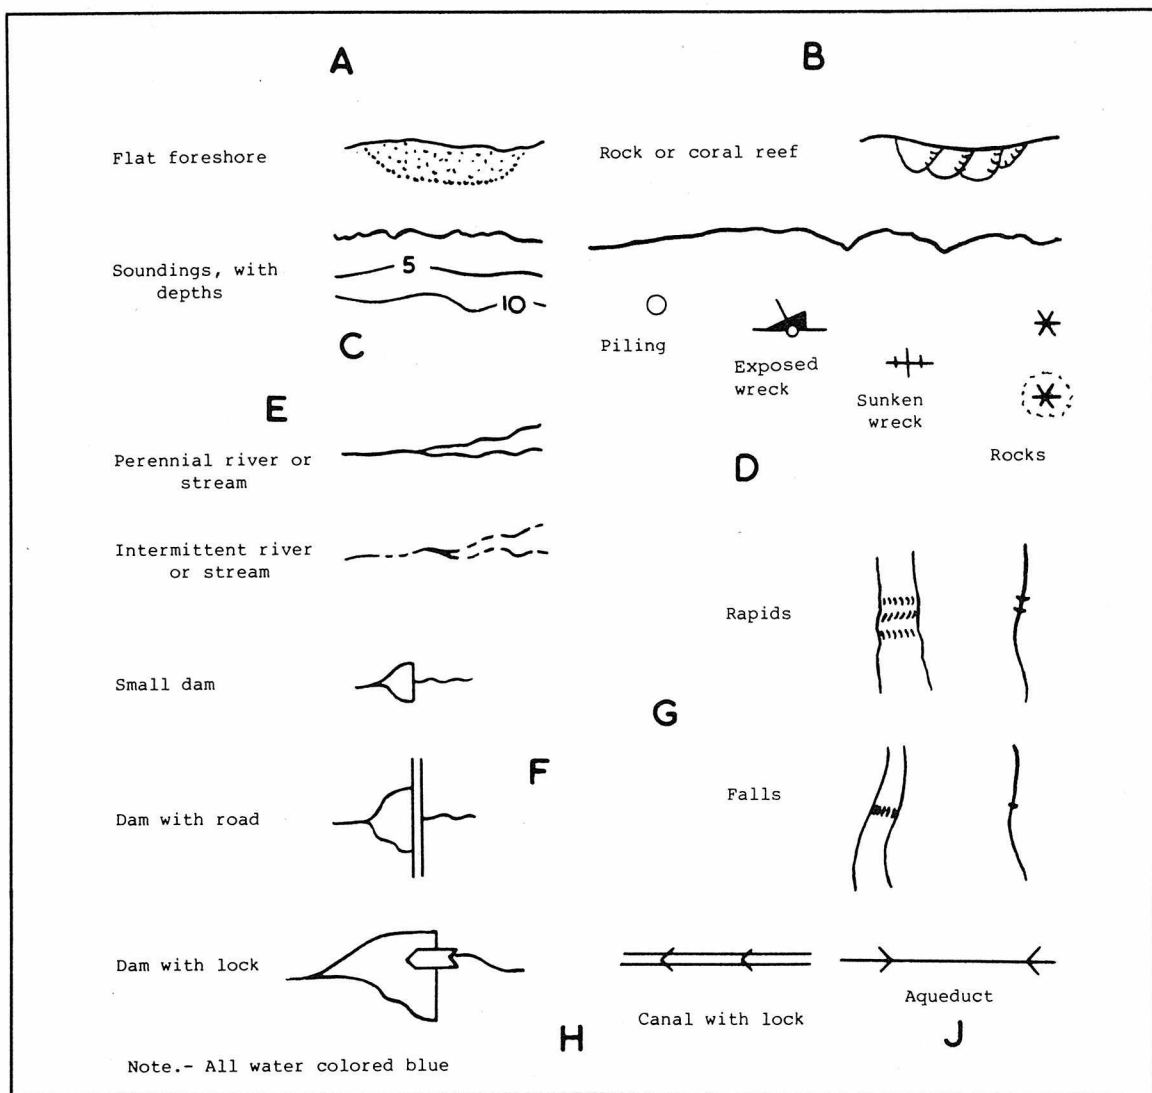 A
B
Flat foreshore
Rock or coral reef
Soundings, with
depths
5
10
C
Piling
Exposed
wreck
Sunken
wreck
Rocks
E
D
Perennial river or
stream
Intermittent river
or stream
Rapids
Small dam
G
F
Falls
Dam with road
Dam with lock
Aqueduct
Canal with lock
H
J
Note.- All water colored blue